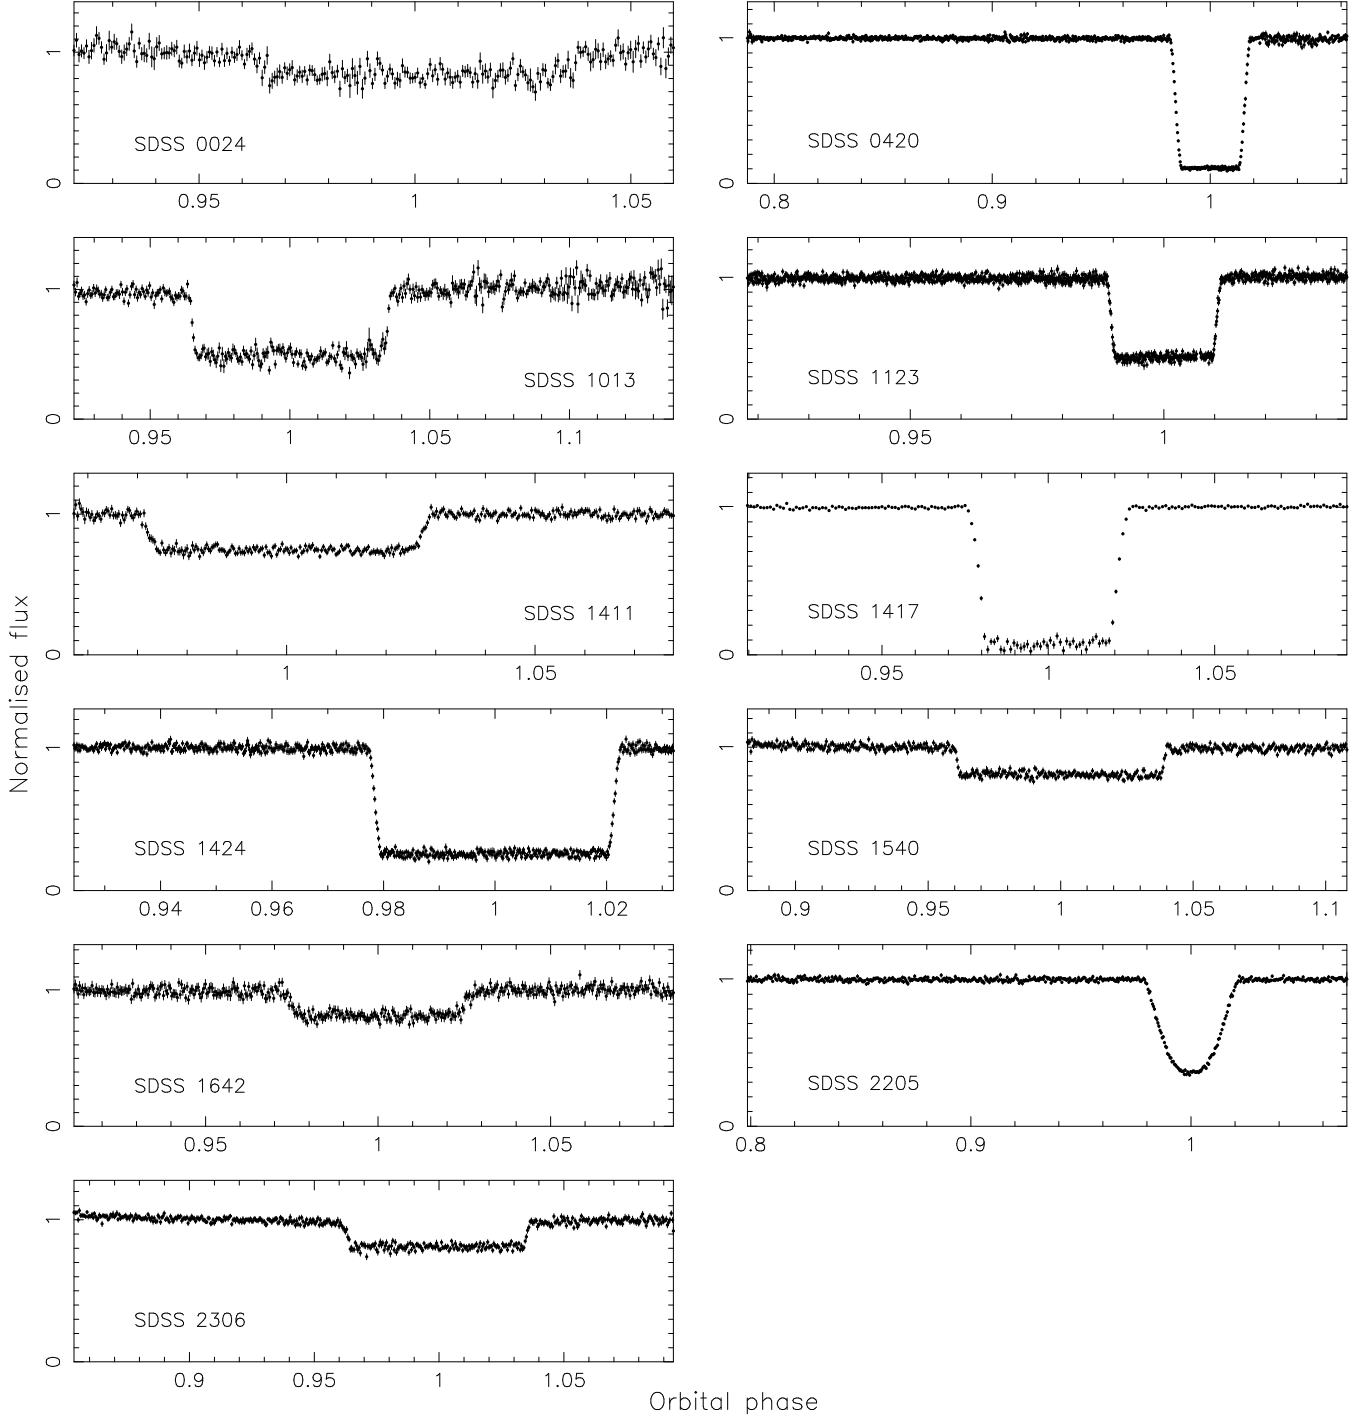 1
0
SDSS 0024
0.95 1 1.05
1
0
SDSS 0420
0.8 0.9 1
1
0
SDSS 1013
0.95 1 1.05 1.1
1
0
SDSS 1123
0.95 1
1
0
SDSS 1411
1 1.05
1
0
SDSS 1417
0.95 1 1.05
1
0
SDSS 1424
0.94 0.96 0.98 1 1.02
1
0
SDSS 1540
0.9 0.95 1 1.05 1.1
1
0
SDSS 1642
0.95 1 1.05
1
0
SDSS 2205
0.8 0.9 1
1
0
SDSS 2306
0.9 0.95 1 1.05
Normalised flux
Orbital phase